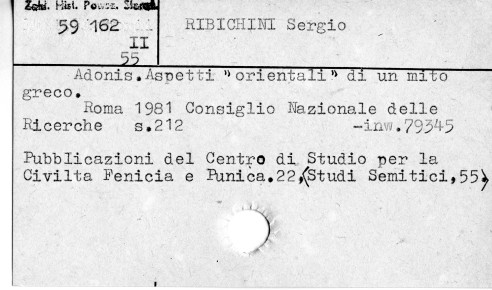 Zakł. Hist. Powsz. Staroż.
59 162
II
55
RIBICHINI Sergio
Adonis. Aspetti "orientali" di un mito
greco.
Roma 1981 Consiglio Nazionale delle
Ricerche s.212 -inw.79345
Pubblicazioni del Centro di Studio per la
Civilta Fenicia e Punica.22,(Studi Semitici,55.)